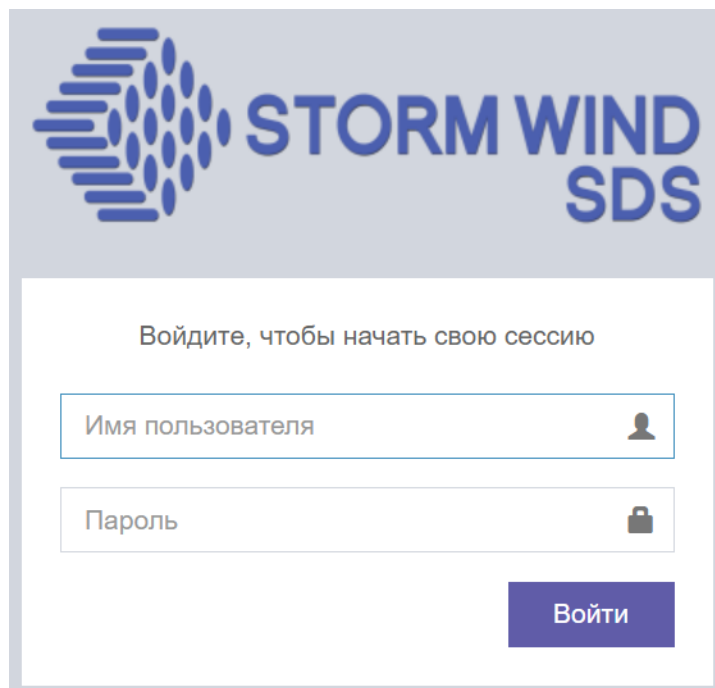 STORM WIND
SDS
Войдите, чтобы начать свою сессию
Имя пользователя
Пароль
Войти